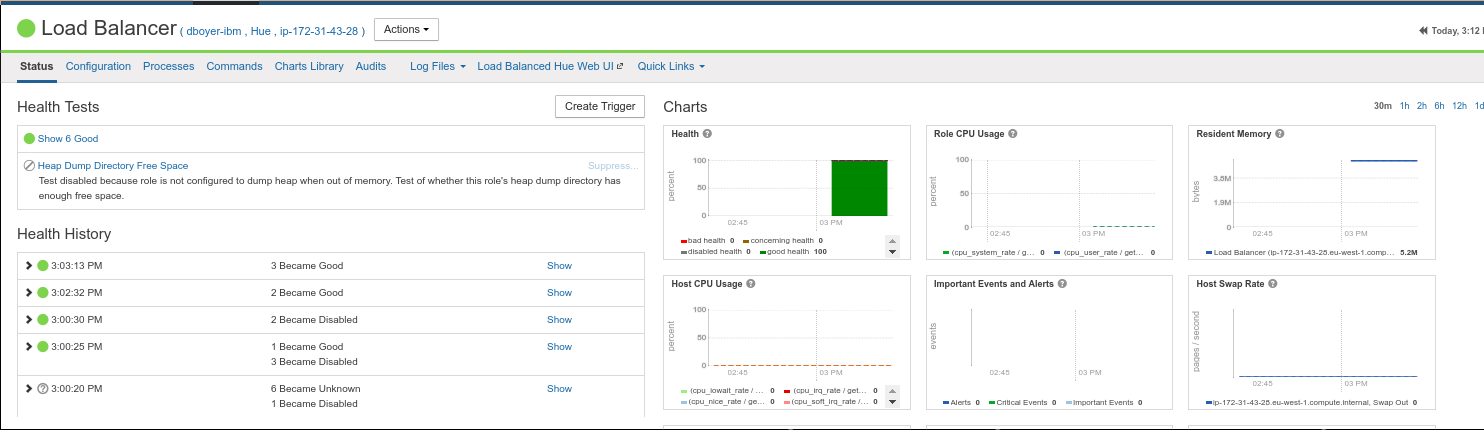 Load Balancer ( dboyer-ibm , Hue , ip-172-31-43-28 ) Actions
Today, 3:12
Status Configuration Processes Commands Charts Library Audits Log Files Load Balanced Hue Web UI Quick Links
Health Tests
Create Trigger
Show 6 Good
Heap Dump Directory Free Space
Suppress...
Test disabled because role is not configured to dump heap when out of memory. Test of whether this role's heap dump directory has
enough free space.
Health History
3:03:13 PM 3 Became Good Show
3:02:32 PM 2 Became Good Show
3:00:30 PM 2 Became Disabled Show
3:00:25 PM 1 Became Good Show
3 Became Disabled
3:00:20 PM 6 Became Unknown Show
1 Became Disabled
Charts
30m 1h 2h 6h 12h 1d
Health
percent
100
50
0
02:45 03 PM
bad health 0 concerning health 0
disabled health 0 good health 100
Role CPU Usage
percent
100
50
0
02:45 03 PM
(cpu_system_rate / g... 0 (cpu_user_rate / get... 0
Resident Memory
bytes
3.8M
1.9M
0
02:45 03 PM
Load Balancer (ip-172-31-43-28.eu-west-1.comp... 5.2M
Host CPU Usage
percent
100
50
0
02:45 03 PM
(cpu_iowait_rate / ... 0 (cpu_irq_rate / get... 0
(cpu_nice_rate / ge... 0 (cpu_soft_irq_rate /... 0
Important Events and Alerts
events
02:45 03 PM
Alerts 0 Critical Events 0 Important Events 0
Host Swap Rate
pages / second
02:45 03 PM
ip-172-31-43-28.eu-west-1.compute.internal, Swap Out 0